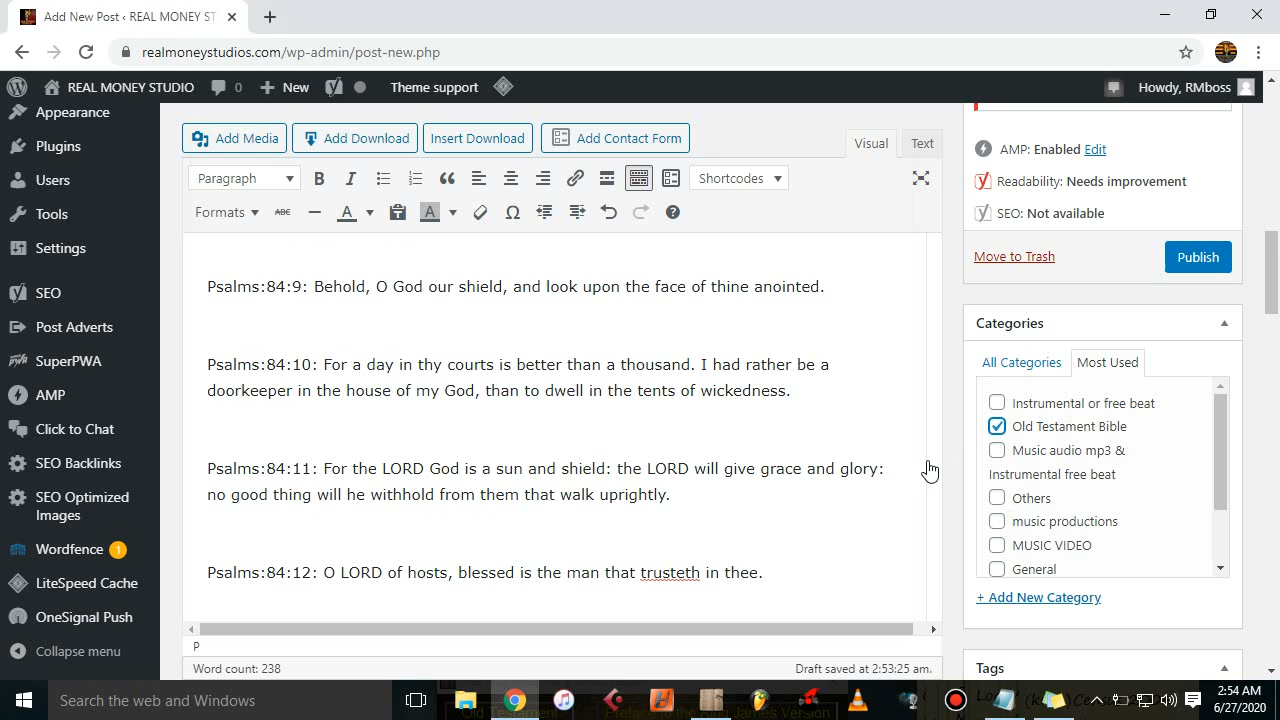 Add New Post ‹ REAL MONEY ST
realmoneystudios.com/wp-admin/post-new.php
REAL MONEY STUDIO
0
New
Theme support
Howdy, RMboss
Appearance
Plugins
Users
Tools
Settings
SEO
Post Adverts
SuperPWA
AMP
Click to Chat
SEO Backlinks
SEO Optimized
Images
Wordfence 1
LiteSpeed Cache
OneSignal Push
Collapse menu
Add Media
Add Download
Insert Download
Add Contact Form
Visual
Text
Paragraph
B
I
Shortcodes
Formats
ABC
A
A
Psalms:84:9: Behold, O God our shield, and look upon the face of thine anointed.
Psalms:84:10: For a day in thy courts is better than a thousand. I had rather be a
doorkeeper in the house of my God, than to dwell in the tents of wickedness.
Psalms:84:11: For the LORD God is a sun and shield: the LORD will give grace and glory:
no good thing will he withhold from them that walk uprightly.
Psalms:84:12: O LORD of hosts, blessed is the man that trusteth in thee.
P
Word count: 238
Draft saved at 2:53:25 am.
AMP: Enabled Edit
Readability: Needs improvement
SEO: Not available
Move to Trash
Publish
Categories
All Categories
Most Used
Instrumental or free beat
Old Testament Bible
Music audio mp3 &
Instrumental free beat
Others
music productions
MUSIC VIDEO
General
+ Add New Category
Tags
Search the web and Windows
2:54 AM
6/27/2020